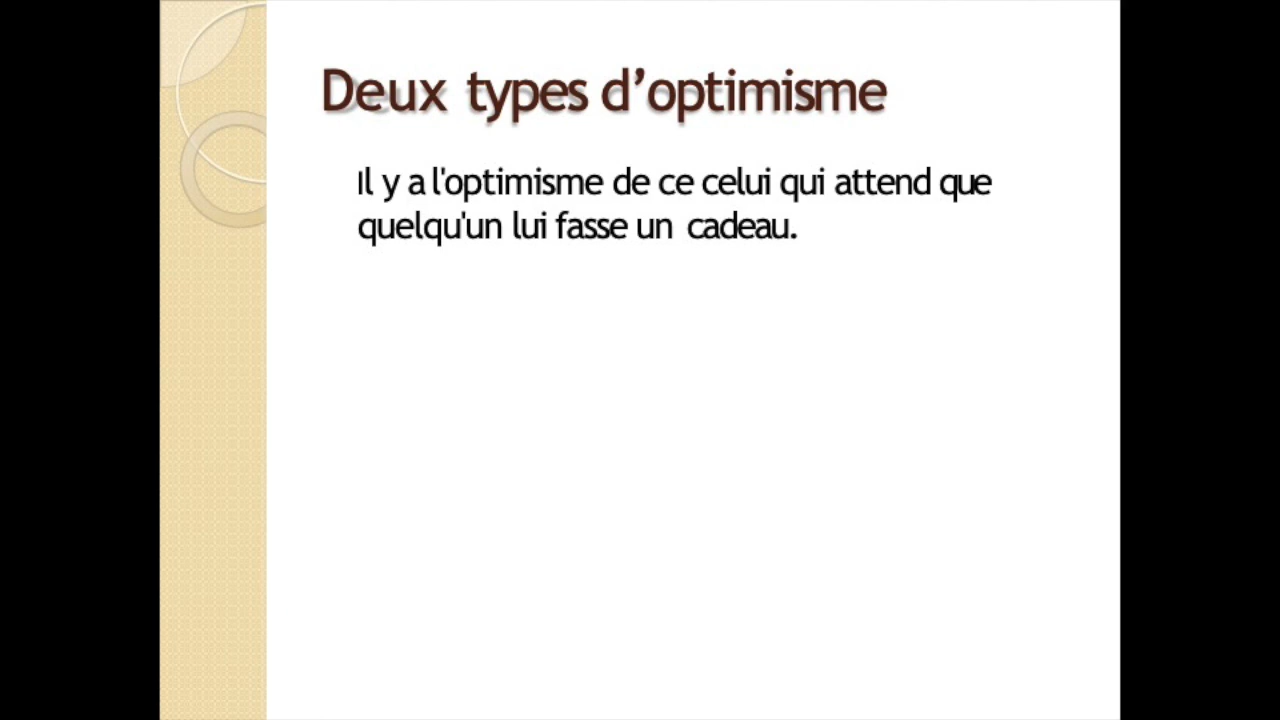 Deux types d’optimisme
Il y a l'optimisme de ce celui qui attend que
quelqu'un lui fasse un cadeau.